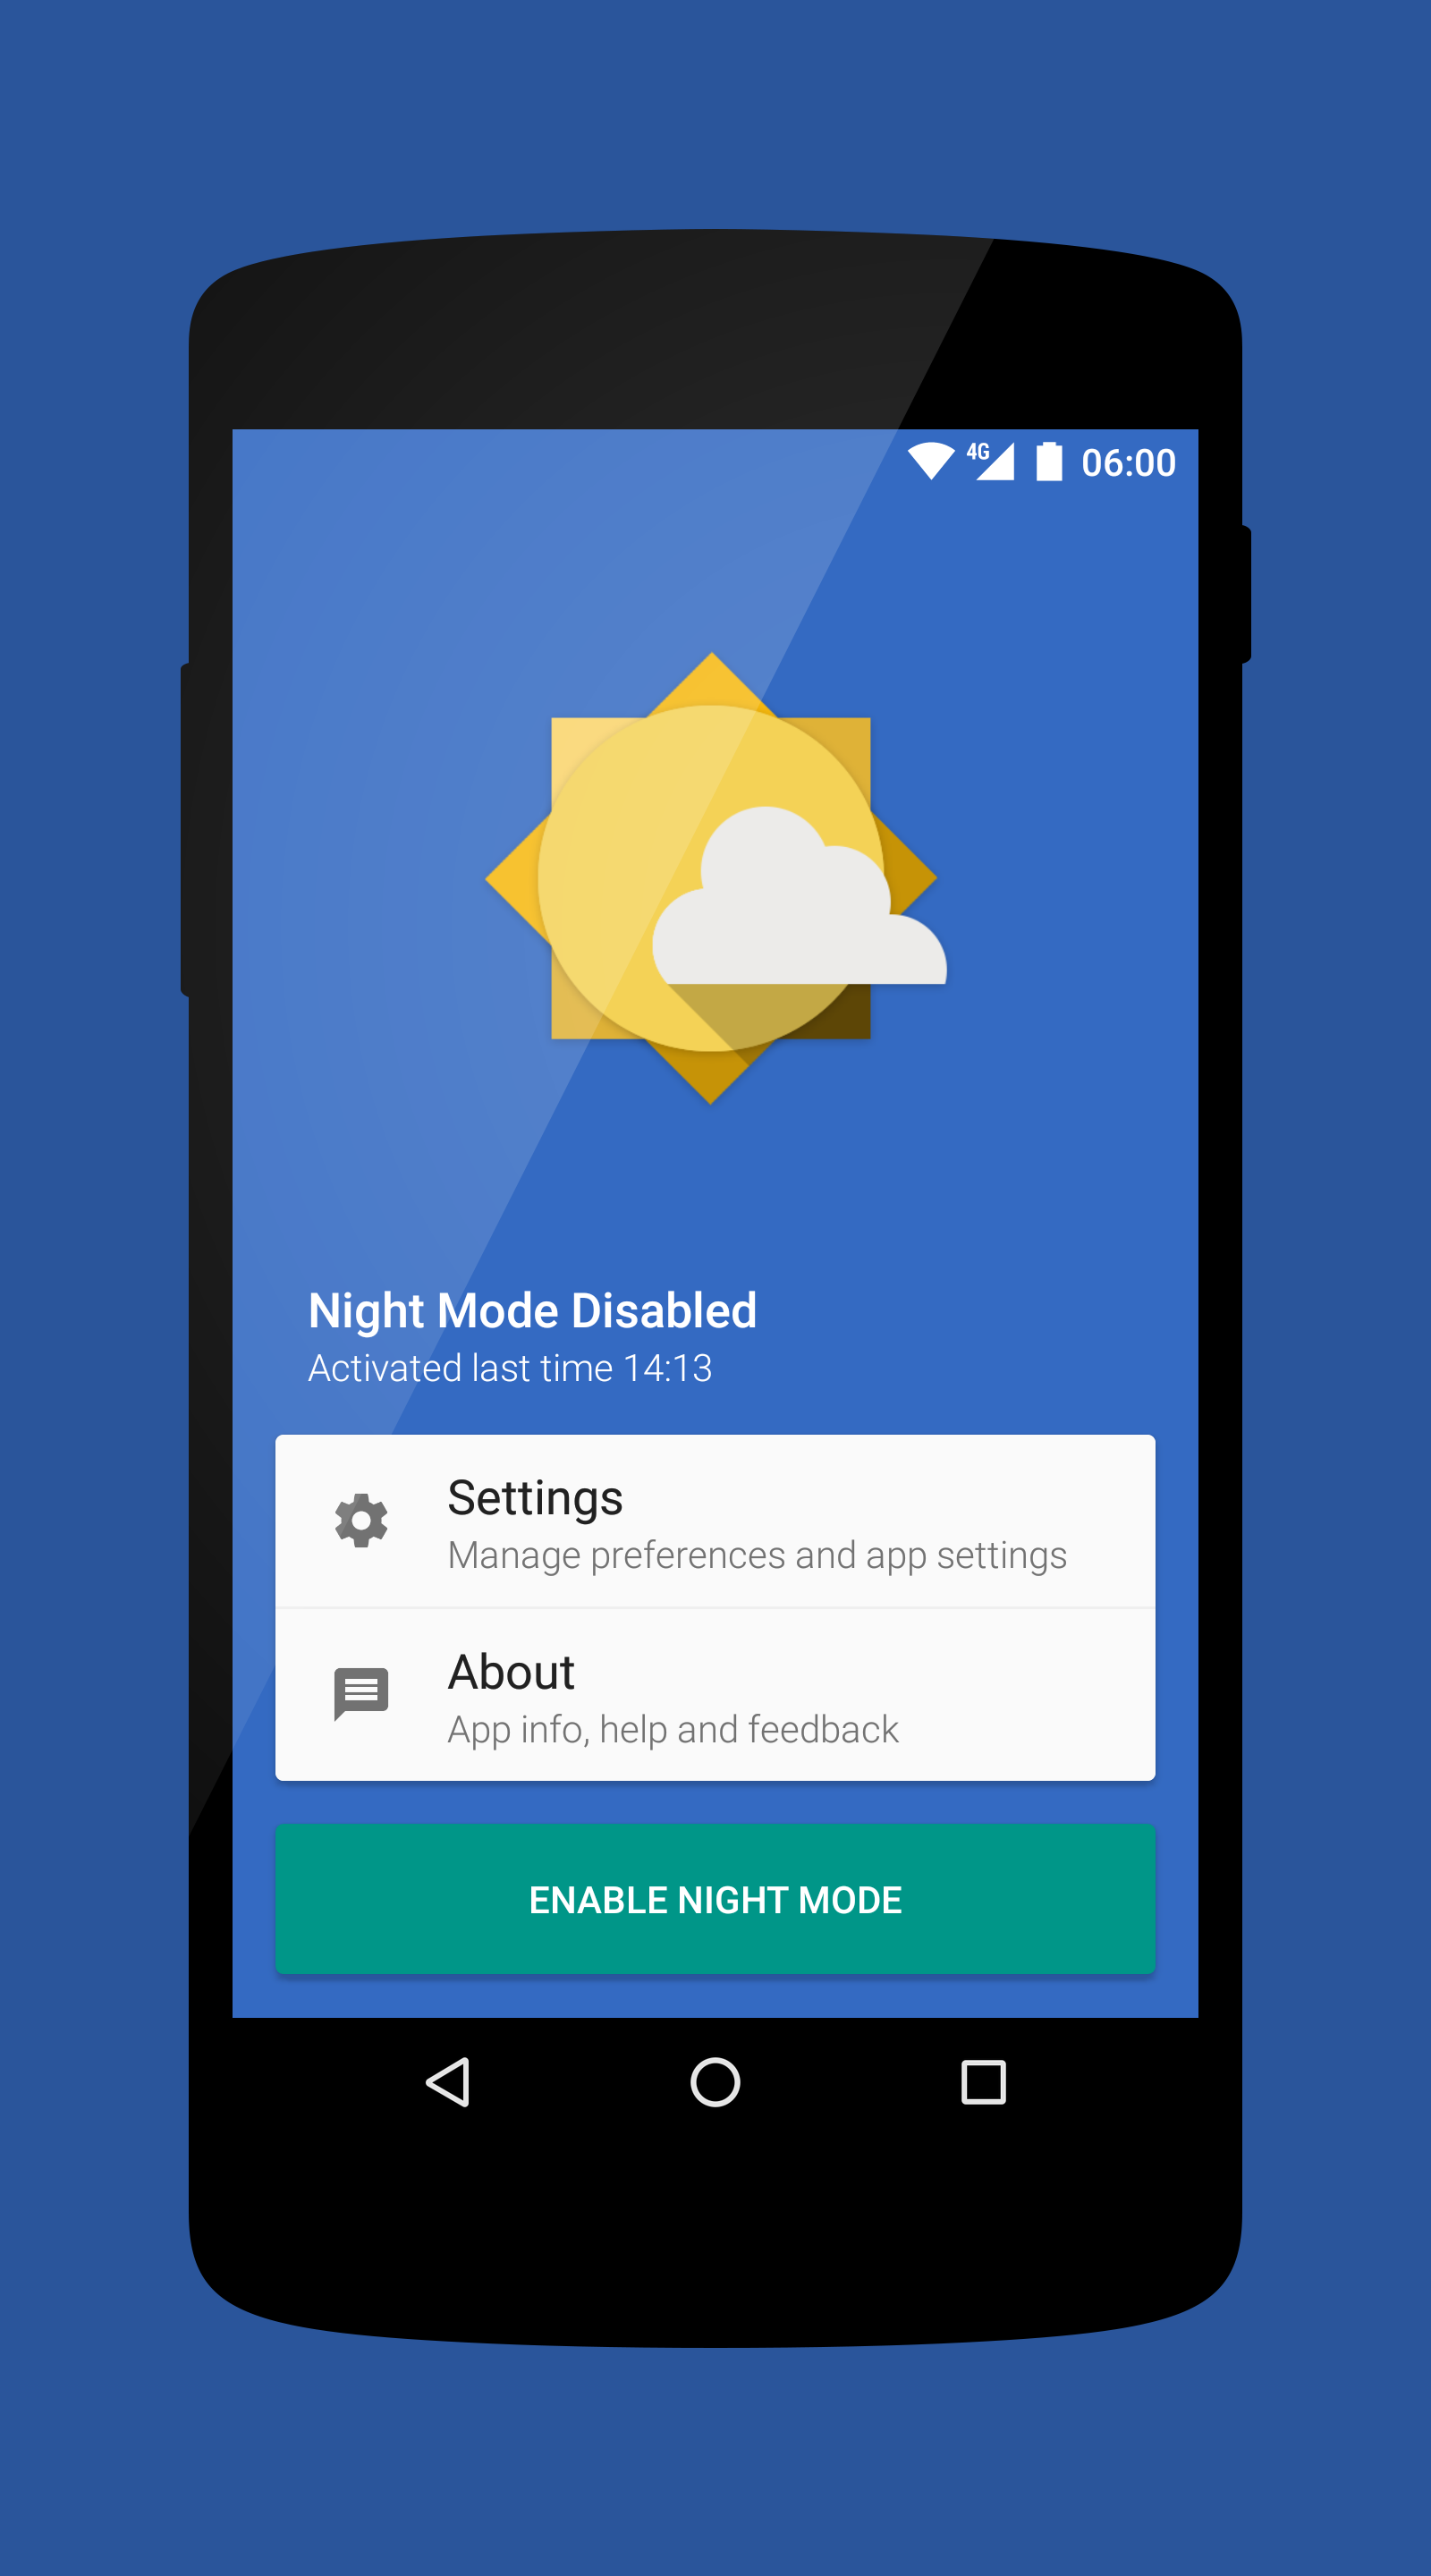 4G 06:00
Night Mode Disabled
Activated last time 14:13
Settings
Manage preferences and app settings
About
App info, help and feedback
ENABLE NIGHT MODE